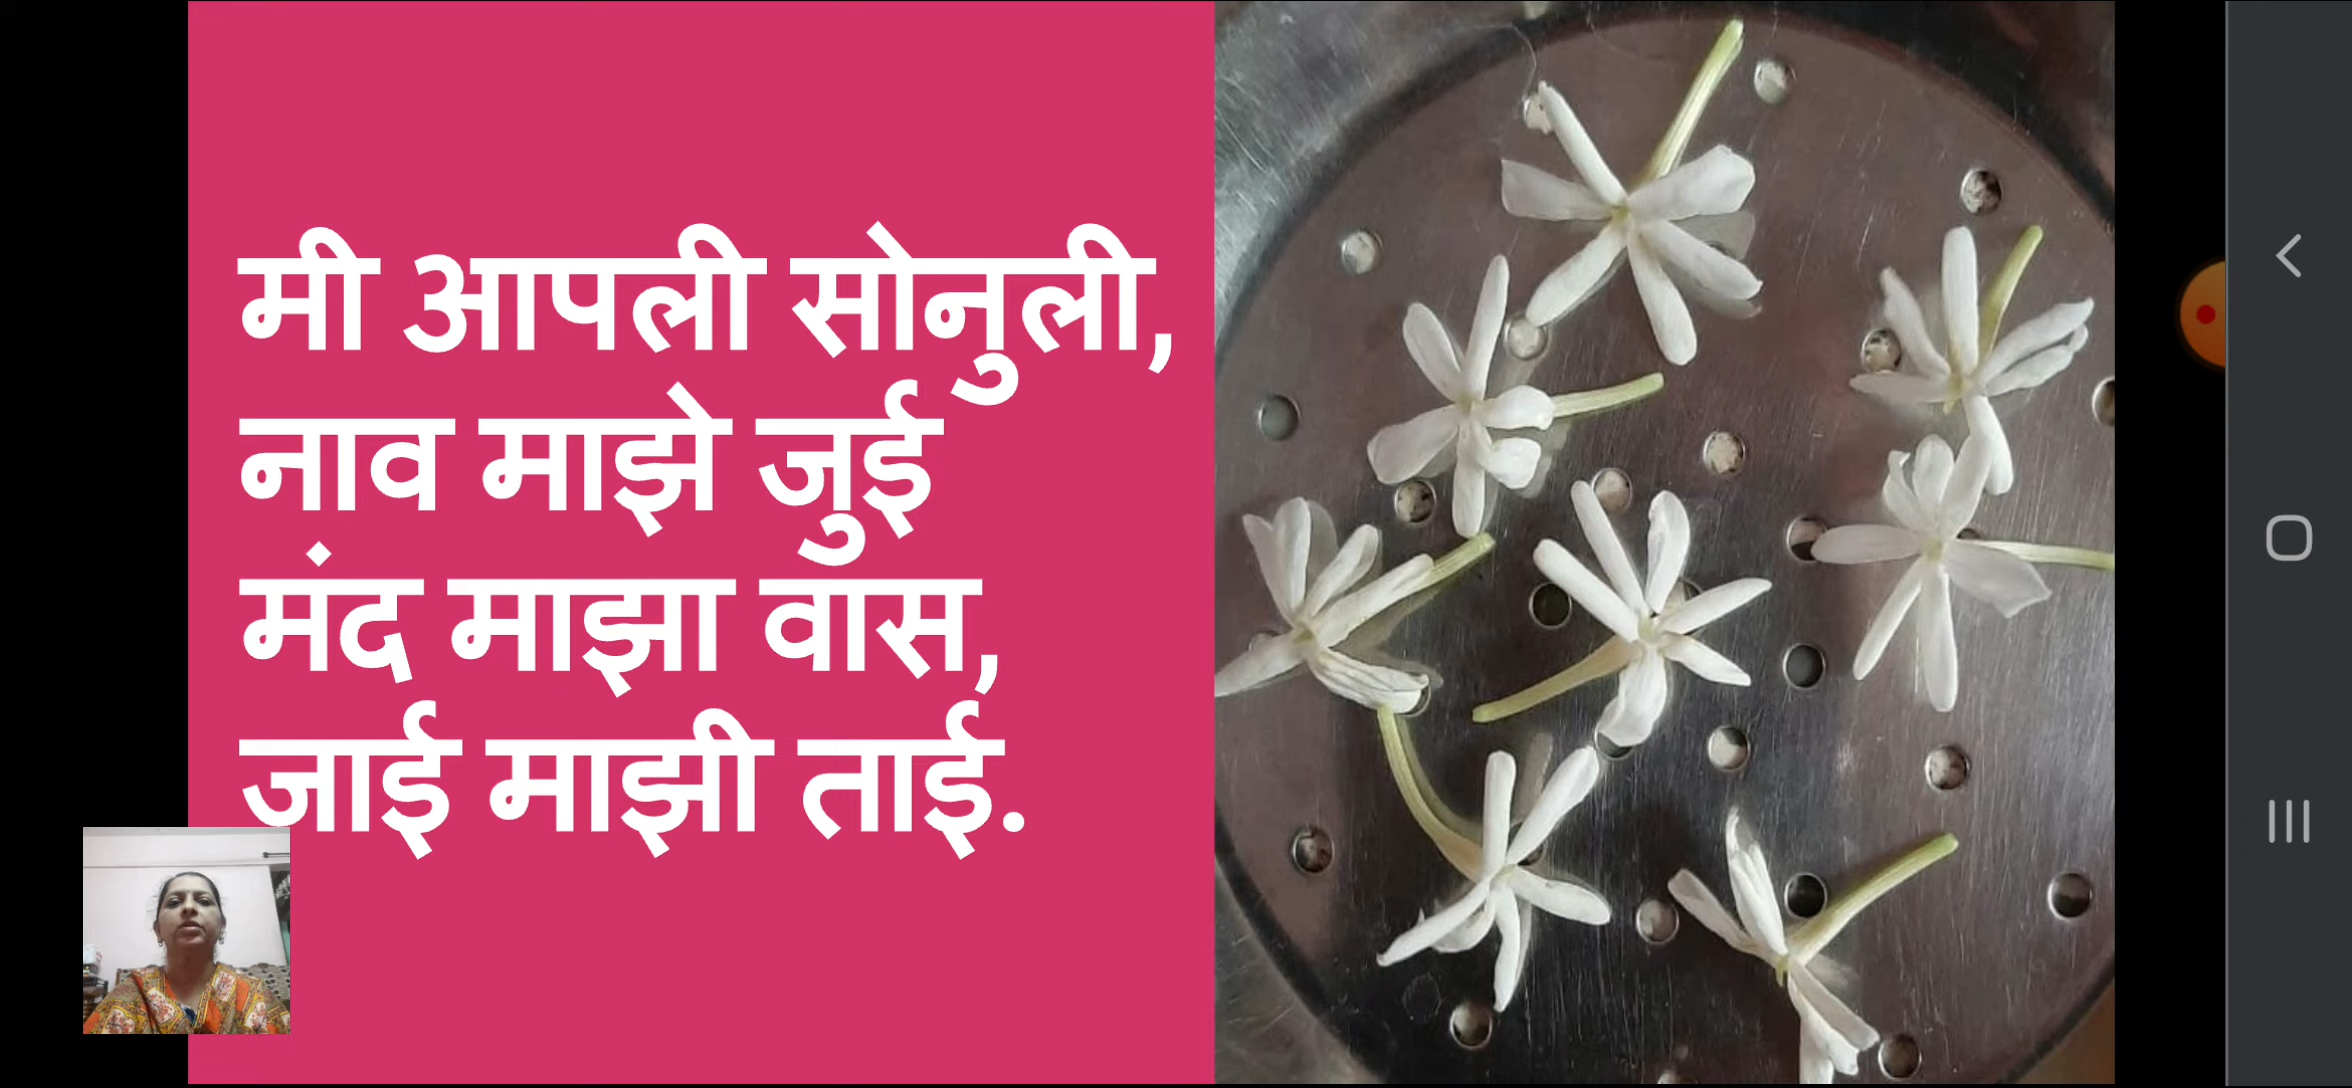 मी आपली सोनुली,
नाव माझे जुई
मंद माझा वास,
जाई माझी ताई.